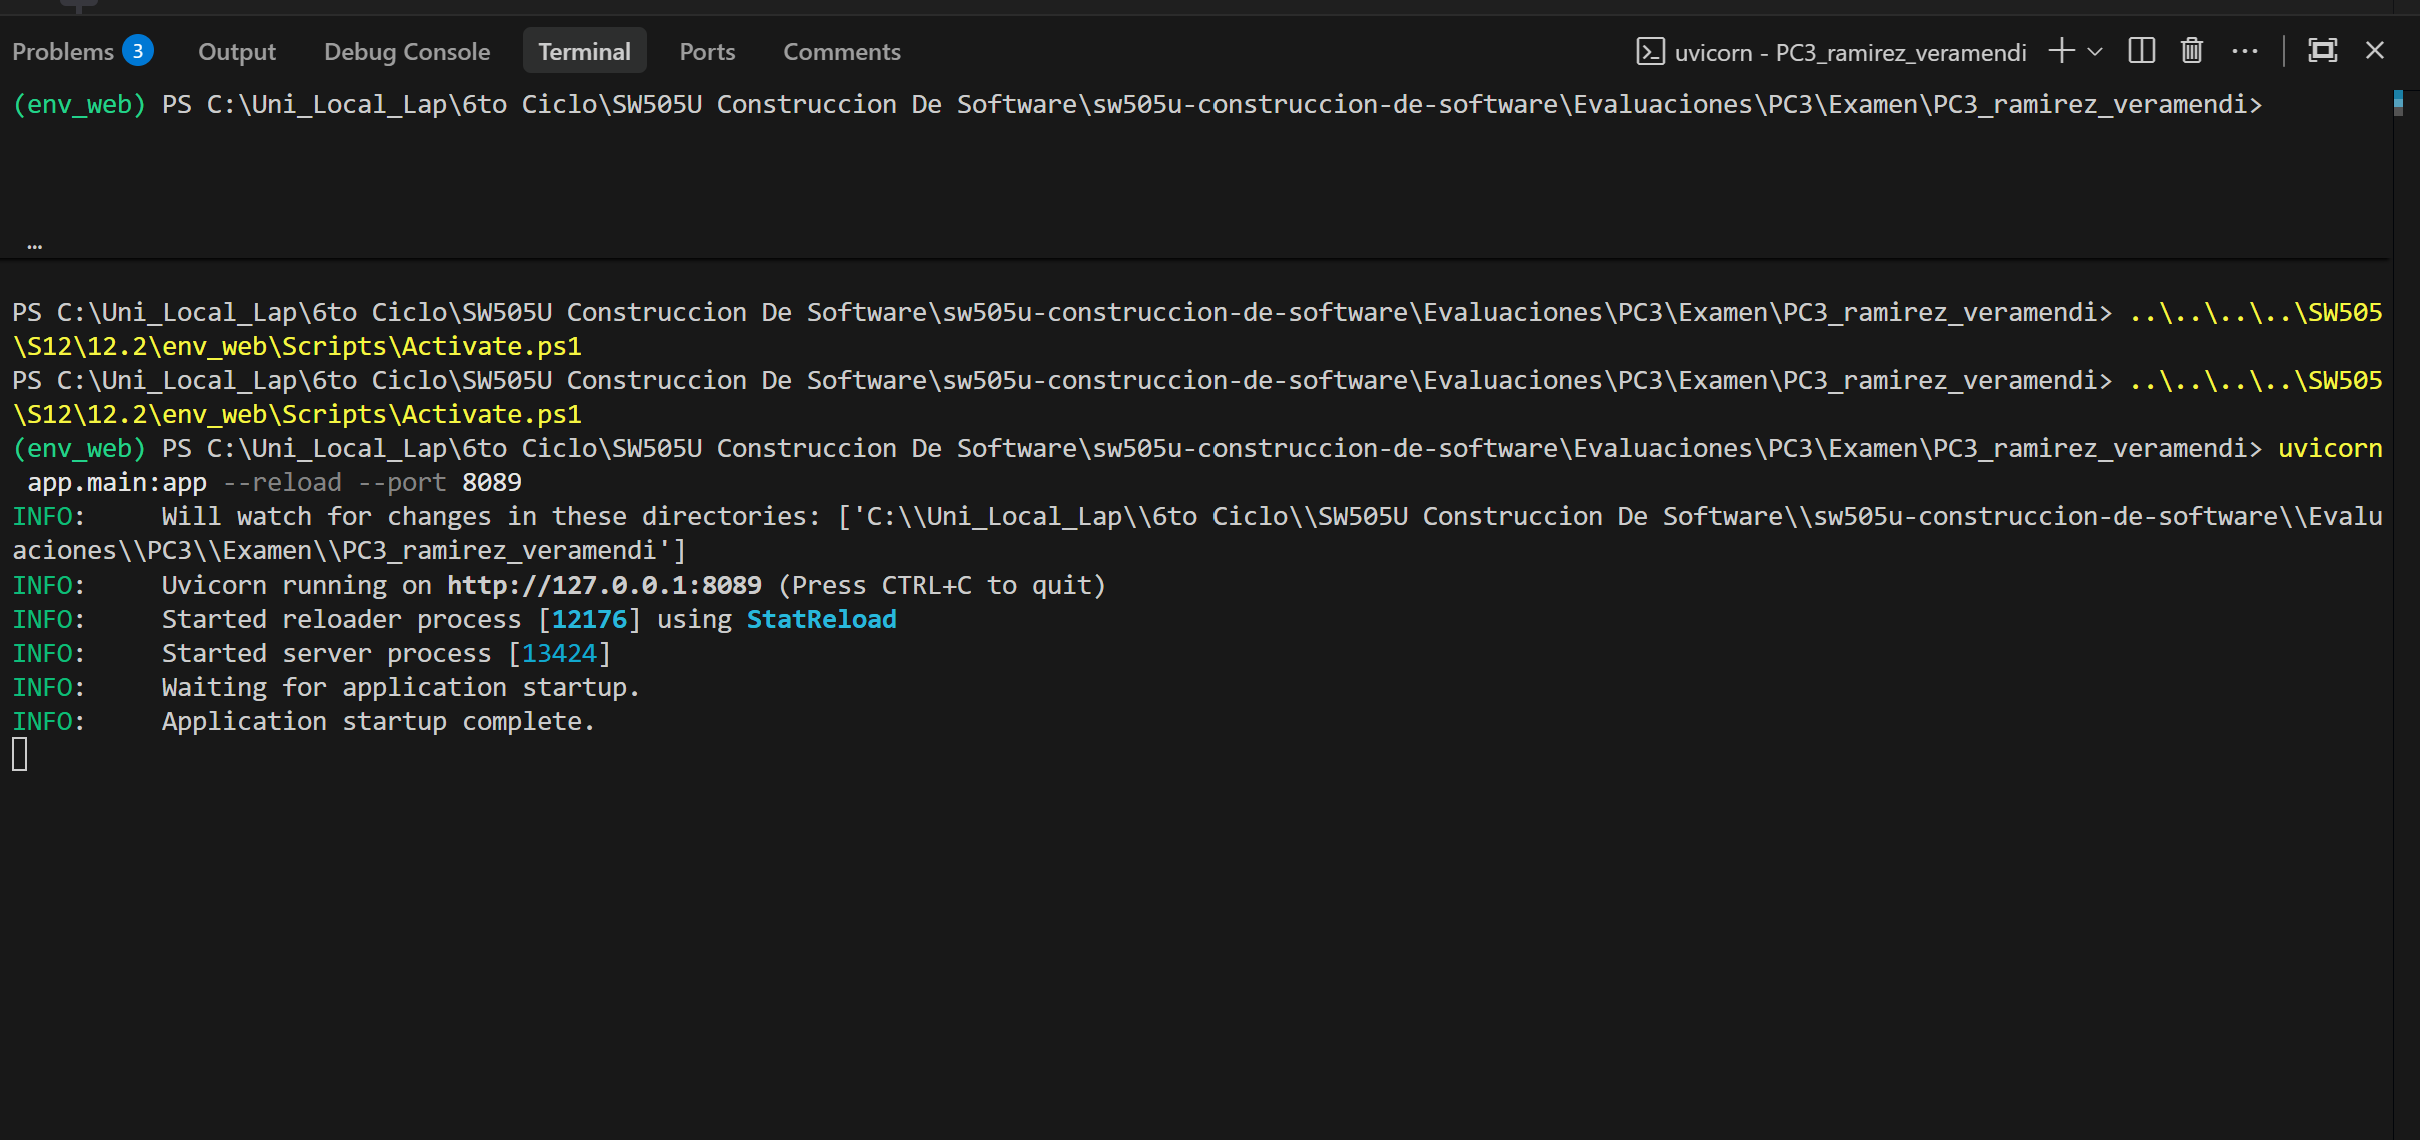 Problems 3 Output Debug Console Terminal Ports Comments uvicorn - PC3_ramirez_veramendi
(env_web) PS C:\Uni_Local_Lap\6to Ciclo\SW505U Construccion De Software\sw505u-construccion-de-software\Evaluaciones\PC3\Examen\PC3_ramirez_veramendi>
…
PS C:\Uni_Local_Lap\6to Ciclo\SW505U Construccion De Software\sw505u-construccion-de-software\Evaluaciones\PC3\Examen\PC3_ramirez_veramendi> ..\..\..\..\SW505
\S12\12.2\env_web\Scripts\Activate.ps1
PS C:\Uni_Local_Lap\6to Ciclo\SW505U Construccion De Software\sw505u-construccion-de-software\Evaluaciones\PC3\Examen\PC3_ramirez_veramendi> ..\..\..\..\SW505
\S12\12.2\env_web\Scripts\Activate.ps1
(env_web) PS C:\Uni_Local_Lap\6to Ciclo\SW505U Construccion De Software\sw505u-construccion-de-software\Evaluaciones\PC3\Examen\PC3_ramirez_veramendi> uvicorn
app.main:app --reload --port 8089
INFO:     Will watch for changes in these directories: ['C:\\Uni_Local_Lap\\6to Ciclo\\SW505U Construccion De Software\\sw505u-construccion-de-software\\Evalu
aciones\\PC3\\Examen\\PC3_ramirez_veramendi']
INFO:     Uvicorn running on http://127.0.0.1:8089 (Press CTRL+C to quit)
INFO:     Started reloader process [12176] using StatReload
INFO:     Started server process [13424]
INFO:     Waiting for application startup.
INFO:     Application startup complete.